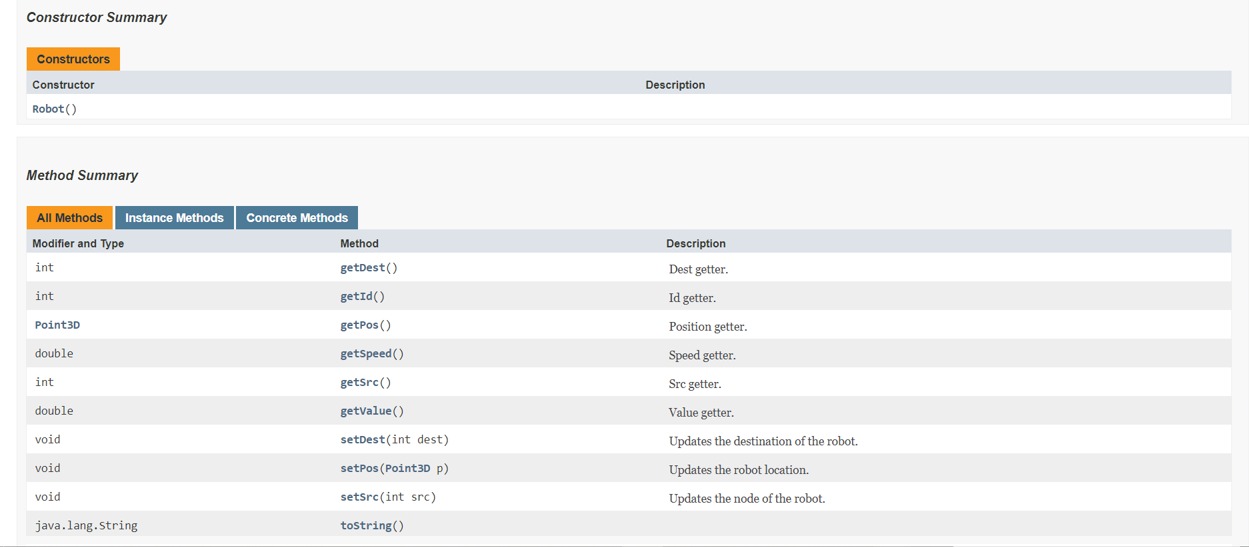 Constructor Summary
Constructors
Constructor Description
Robot()
Method Summary
All Methods Instance Methods Concrete Methods
Modifier and Type Method Description
int getDest() Dest getter.
int getId() Id getter.
Point3D getPos() Position getter.
double getSpeed() Speed getter.
int getSrc() Src getter.
double getValue() Value getter.
void setDest(int dest) Updates the destination of the robot.
void setPos(Point3D p) Updates the robot location.
void setSrc(int src) Updates the node of the robot.
java.lang.String toString()